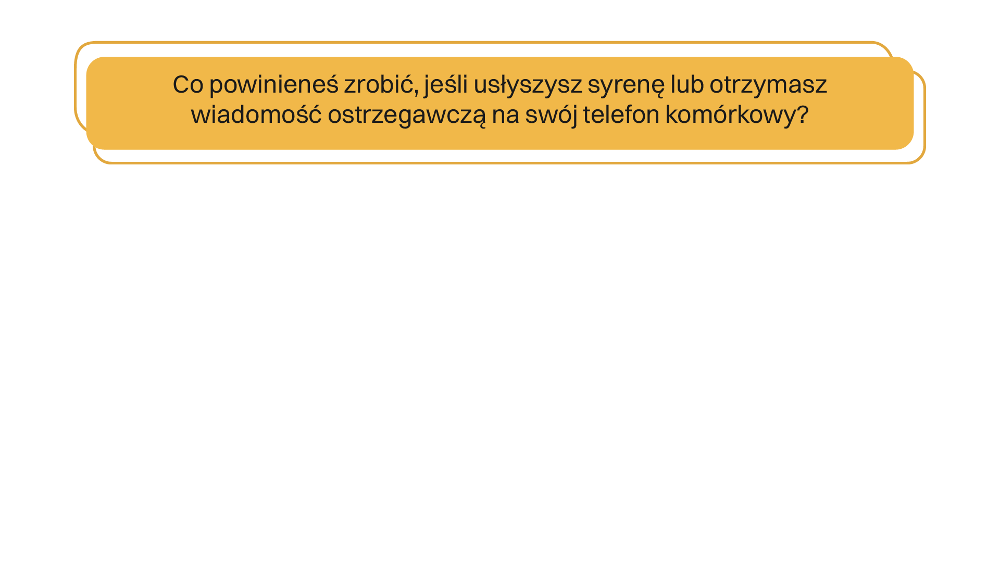 Co powinieneś zrobić, jeśli usłyszysz syrenę lub otrzymasz
wiadomość ostrzegawczą na swój telefon komórkowy?